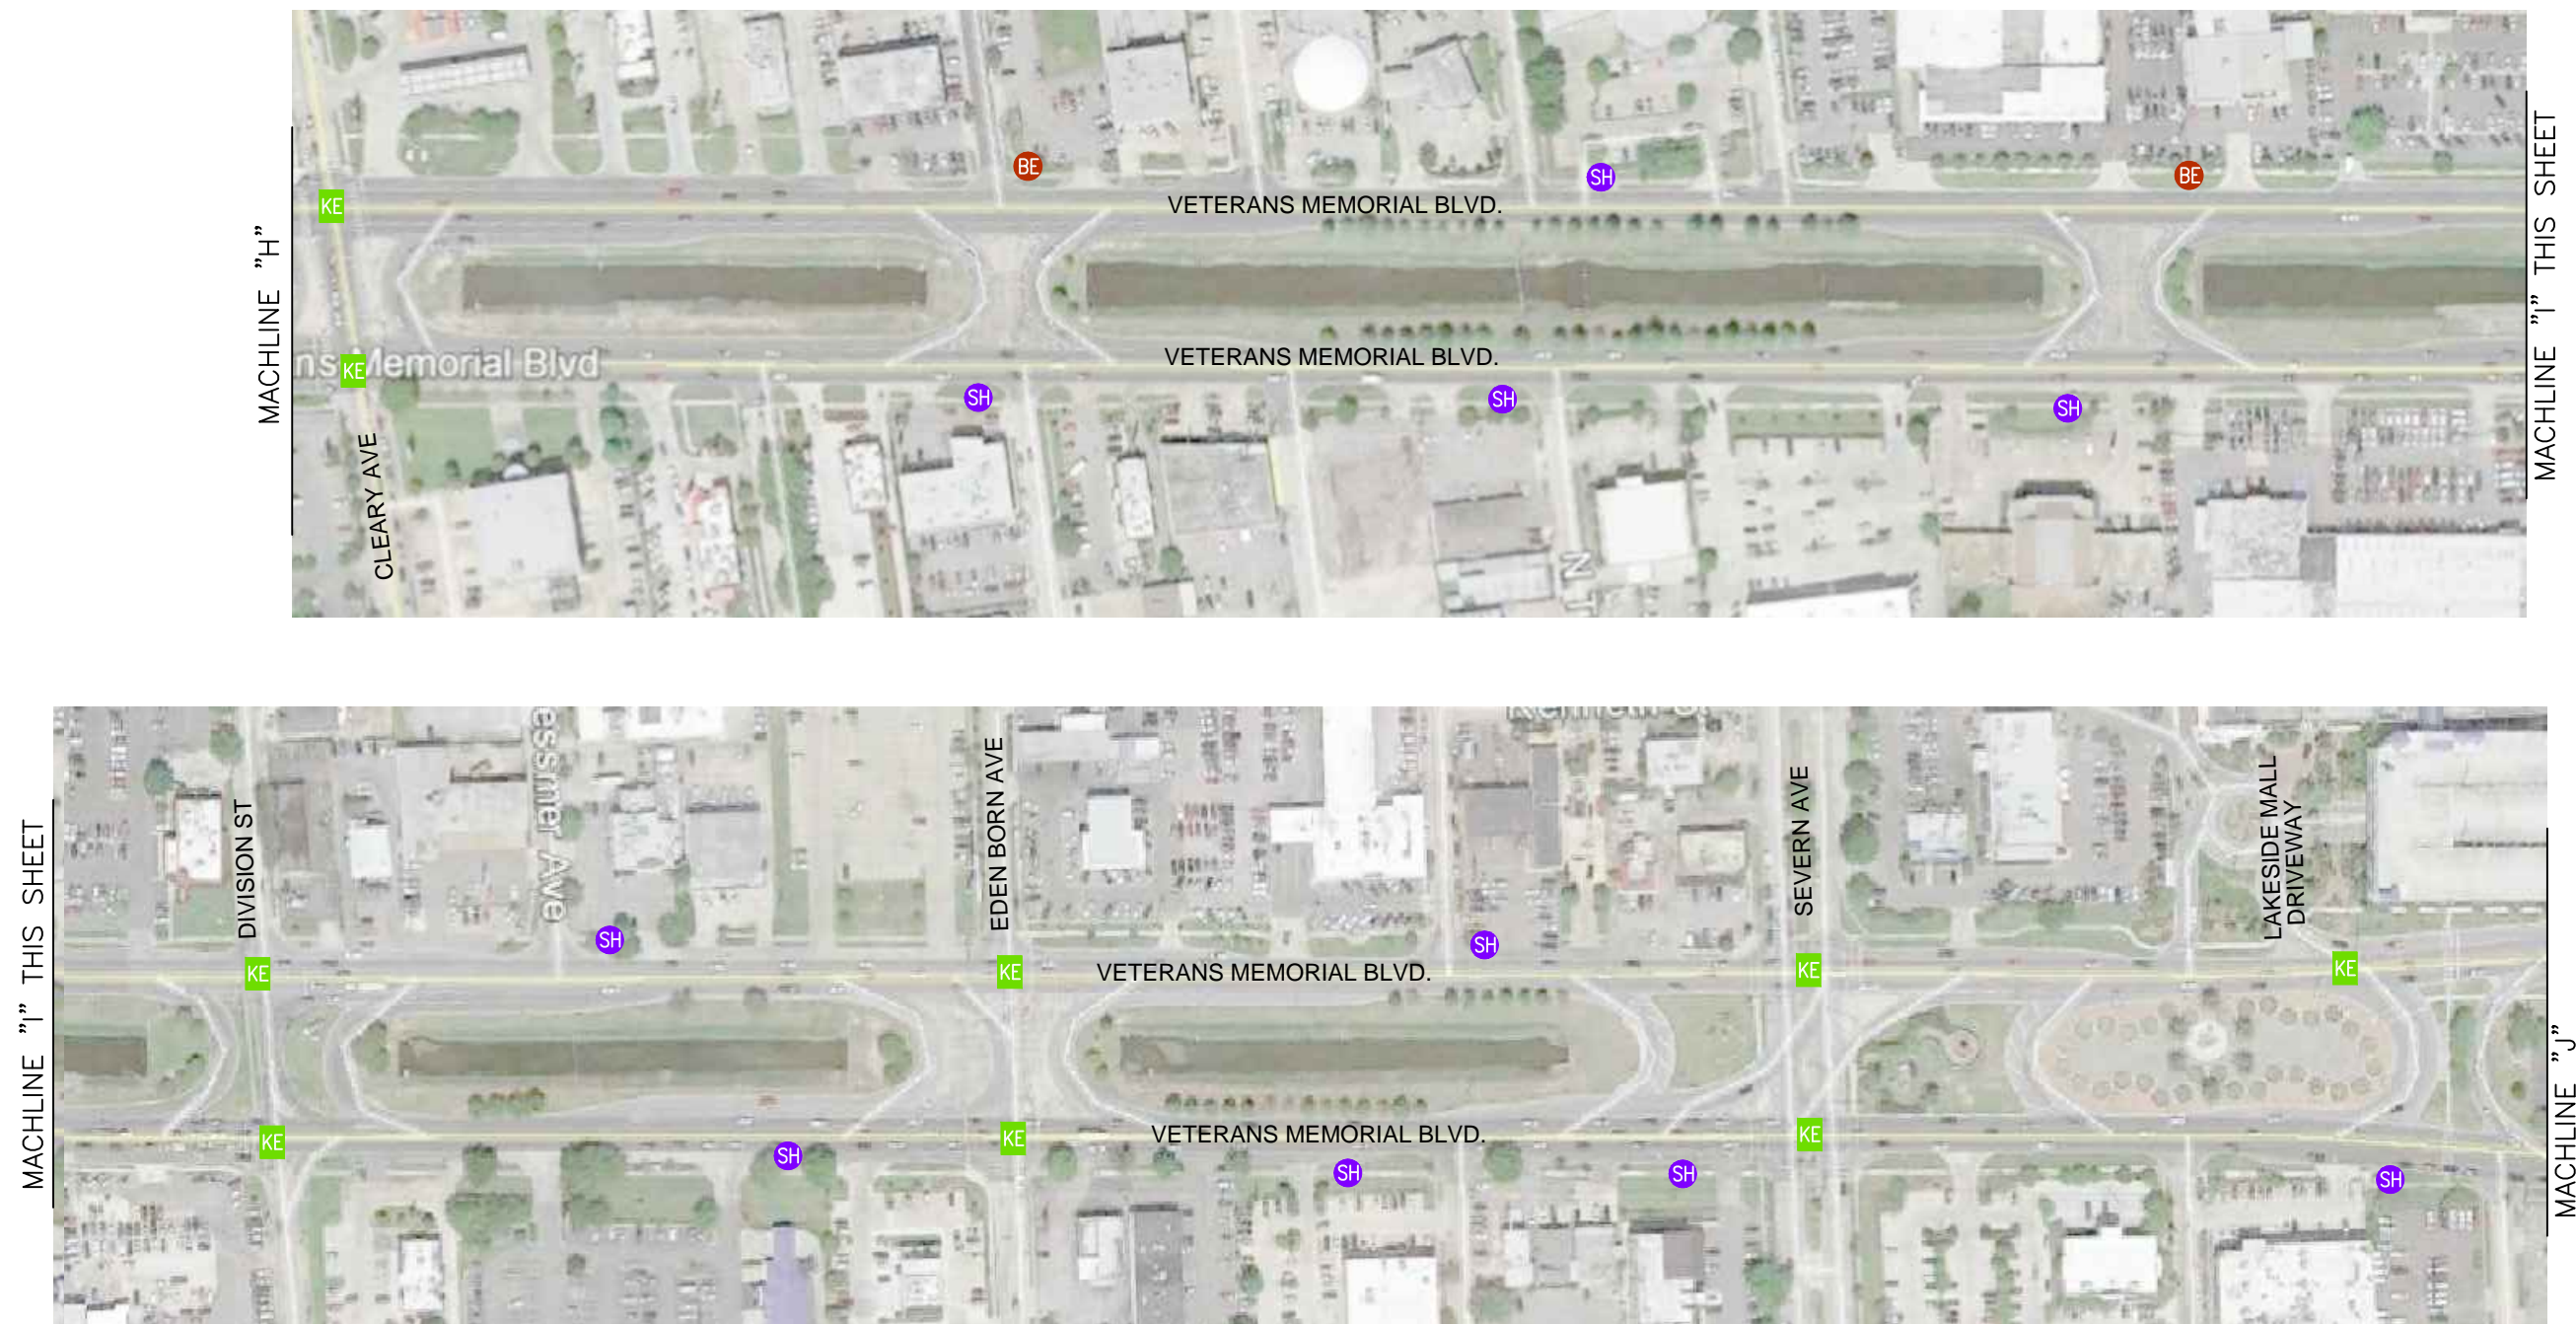 BE
BE
SH
KE
VETERANS MEMORIAL BLVD.
MACHLINE "H"
MACHLINE "I" THIS SHEET
VETERANS MEMORIAL BLVD.
ns Memorial Blvd
KE
SH
SH
SH
CLEARY AVE
N T
essner Ave
EDEN BORN AVE
SEVERN AVE
LAKESIDE MALL
DRIVEWAY
DIVISION ST
MACHLINE "I" THIS SHEET
SH
SH
KE
KE
VETERANS MEMORIAL BLVD.
KE
KE
MACHLINE "J"
KE
KE
VETERANS MEMORIAL BLVD.
KE
SH
SH
SH
SH